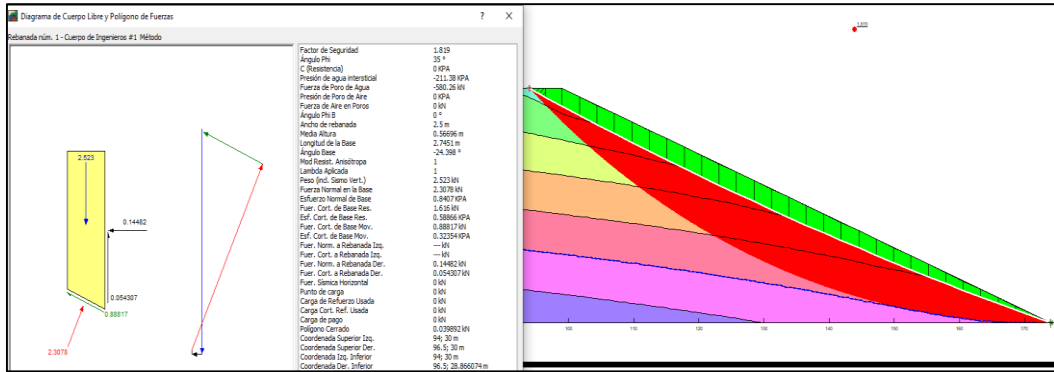 Diagrama de Cuerpo Libre y Polígono de Fuerzas
? X
Rebanada núm. 1 - Cuerpo de Ingenieros #1 Método
Factor de Seguridad 1.819
Ángulo Phi 35 °
C (Resistencia) 0 KPA
Presión de agua intersticial -211.38 KPA
Fuerza de Poro de Agua -580.26 kN
Presión de Poro de Aire 0 KPA
Fuerza de Aire en Poros 0 kN
Ángulo Phi B 0 °
Ancho de rebanada 2.5 m
Media Altura 0.56696 m
Longitud de la Base 2.7451 m
Ángulo Base -24.398 °
Mod Resist. Anisótropa 1
Lambda Aplicada 1
Peso (ind. Sismo Vert.) 2.523 kN
Fuerza Normal en la Base 2.3078 kN
Esfuerzo Normal de Base 0.8407 KPA
Fuer. Cort. de Base Res. 1.616 kN
Esf. Cort. de Base Res. 0.58866 KPA
Fuer. Cort. de Base Mov. 0.88817 kN
Esf. Cort. de Base Mov. 0.32354 KPA
Fuer. Norm. a Rebanada Izq. --- kN
Fuer. Cort. a Rebanada Izq. --- kN
Fuer. Norm. a Rebanada Der. 0.14482 kN
Fuer. Cort. a Rebanada Der. 0.054307 kN
Fuer. Sísmica Horizontal 0 kN
Punto de carga 0 kN
Carga de Refuerzo Usada 0 kN
Carga Cort. Ref. Usada 0 kN
Carga de pago 0 kN
Polígono Cerrado 0.039892 kN
Coordenada Superior Izq. 94; 30 m
Coordenada Superior Der. 96.5; 30 m
Coordenada Izq. Inferior 94; 30 m
Coordenada Der. Inferior 96.5; 28.866074 m
2.523
0.14482
0.054307
0.88817
2.3078
1.819
100 110 120 130 140 150 160 170